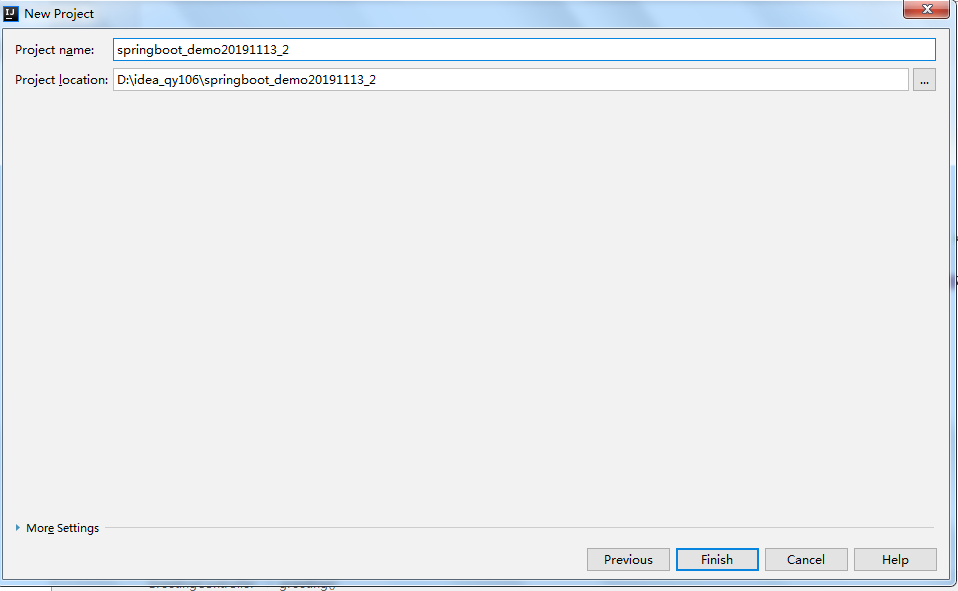 New Project
Project name: springboot_demo20191113_2
Project location: D:\idea_qy106\springboot_demo20191113_2 ...
More Settings
Previous Finish Cancel Help